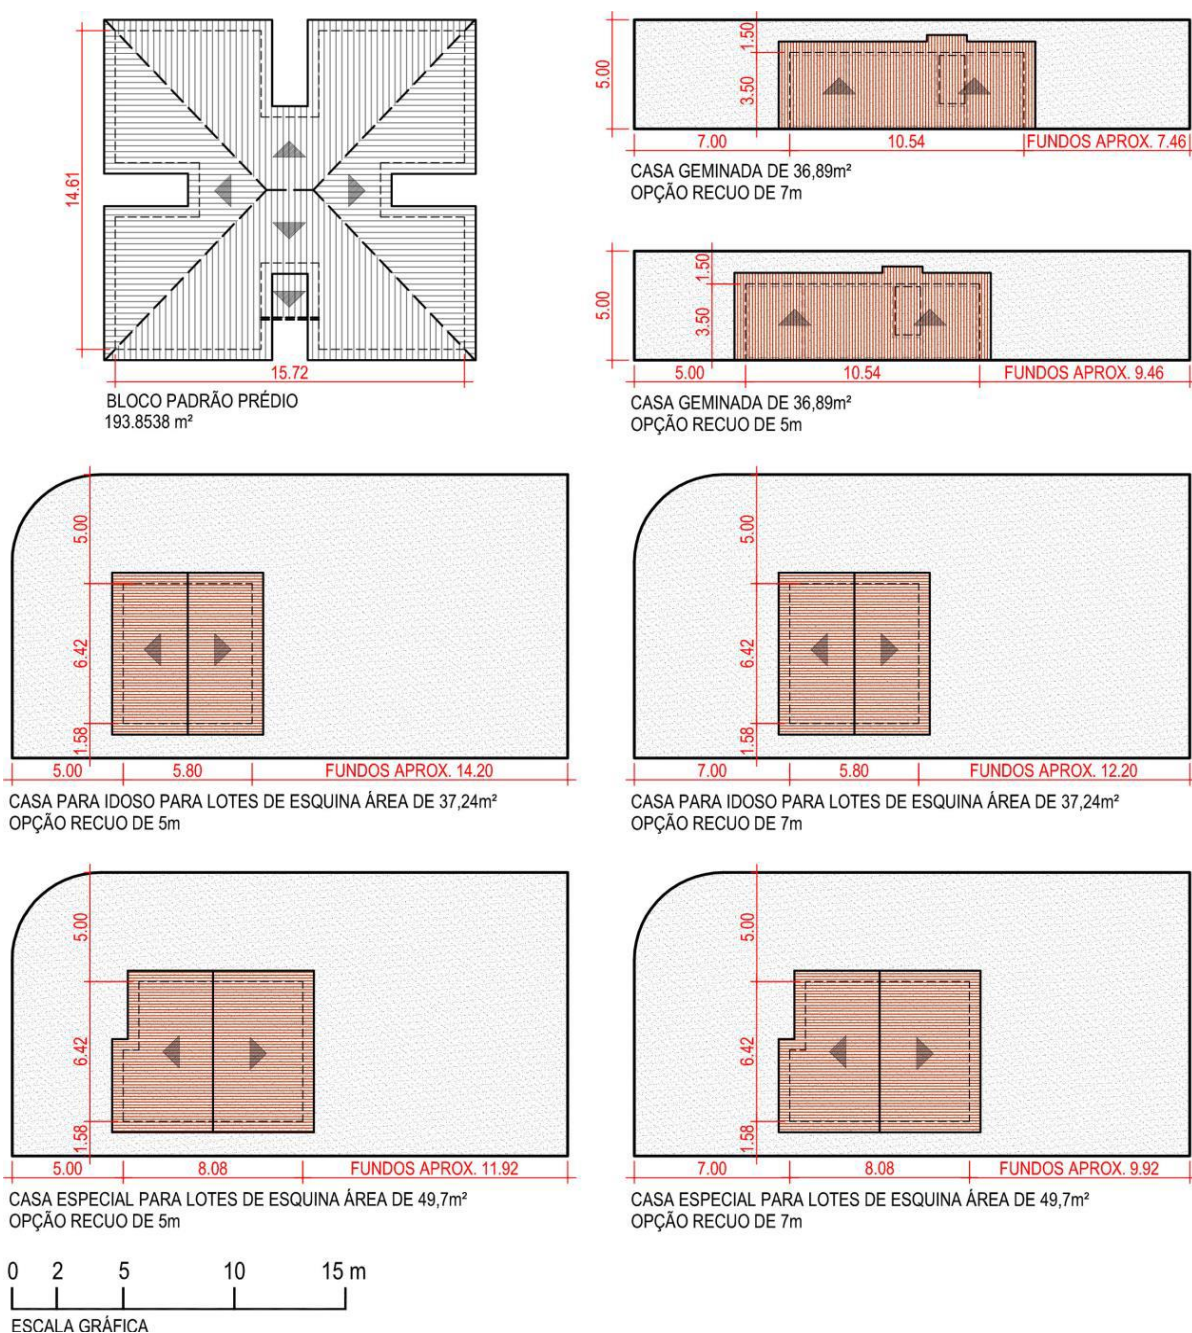 14.61
15.72
BLOCO PADRÃO PRÉDIO
193.8538 m²
5.00
1.50
3.50
7.00 10.54 FUNDOS APROX. 7.46
CASA GEMINADA DE 36,89m²
OPÇÃO RECUO DE 7m
5.00
1.50
3.50
5.00 10.54 FUNDOS APROX. 9.46
CASA GEMINADA DE 36,89m²
OPÇÃO RECUO DE 5m
5.00
6.42
1.58
5.00 5.80 FUNDOS APROX. 14.20
CASA PARA IDOSO PARA LOTES DE ESQUINA ÁREA DE 37,24m²
OPÇÃO RECUO DE 5m
5.00
6.42
1.58
7.00 5.80 FUNDOS APROX. 12.20
CASA PARA IDOSO PARA LOTES DE ESQUINA ÁREA DE 37,24m²
OPÇÃO RECUO DE 7m
5.00
6.42
1.58
5.00 8.08 FUNDOS APROX. 11.92
CASA ESPECIAL PARA LOTES DE ESQUINA ÁREA DE 49,7m²
OPÇÃO RECUO DE 5m
5.00
6.42
1.58
7.00 8.08 FUNDOS APROX. 9.92
CASA ESPECIAL PARA LOTES DE ESQUINA ÁREA DE 49,7m²
OPÇÃO RECUO DE 7m
0 2 5 10 15 m
ESCALA GRÁFICA